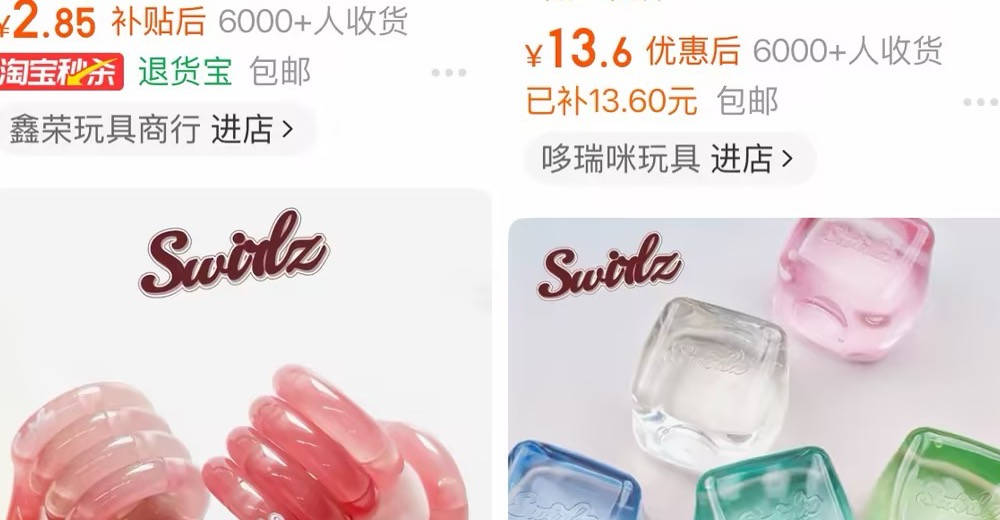 ¥2.85 补贴后 6000+人收货
淘宝秒杀 退货宝 包邮
鑫荣玩具商行 进店>
Swirlz
¥13.6 优惠后 6000+人收货
已补13.60元 包邮
哆瑞咪玩具 进店>
Swirlz